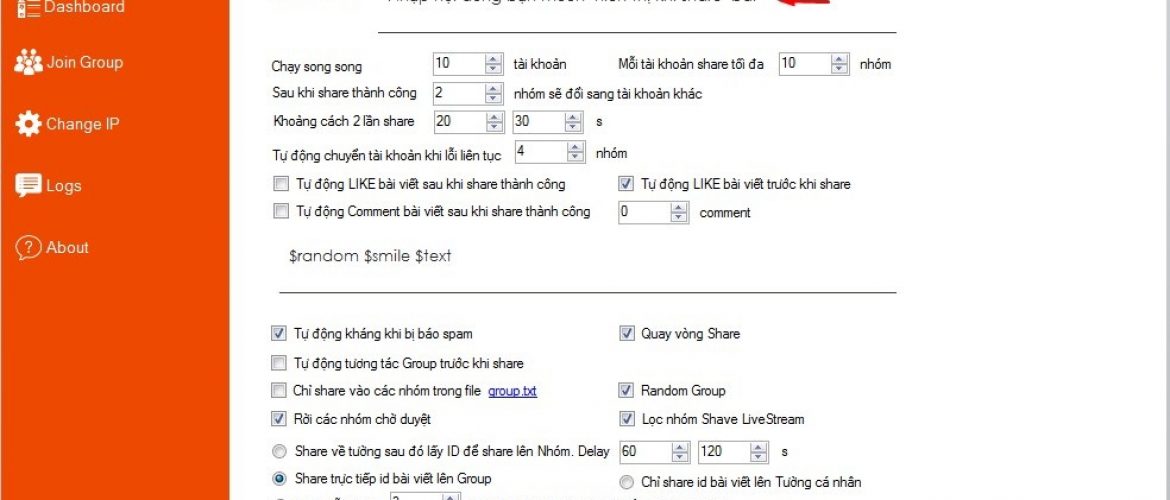 Dashboard
Join Group
Change IP
Logs
About
Chạy song song 10 tài khoản Mỗi tài khoản share tối đa 10 nhóm
Sau khi share thành công 2 nhóm sẽ đổi sang tài khoản khác
Khoảng cách 2 lần share 20 30 s
Tự động chuyển tài khoản khi lỗi liên tục 4 nhóm
Tự động LIKE bài viết sau khi share thành công Tự động LIKE bài viết trước khi share
Tự động Comment bài viết sau khi share thành công 0 comment
$random $smile $text
Tự động kháng khi bị báo spam Quay vòng Share
Tự động tương tác Group trước khi share
Chỉ share vào các nhóm trong file group.txt Random Group
Rời các nhóm chờ duyệt Lọc nhóm Shave LiveStream
Share về tường sau đó lấy ID để share lên Nhóm. Delay 60 120 s
Share trực tiếp id bài viết lên Group Chỉ share id bài viết lên Tường cá nhân